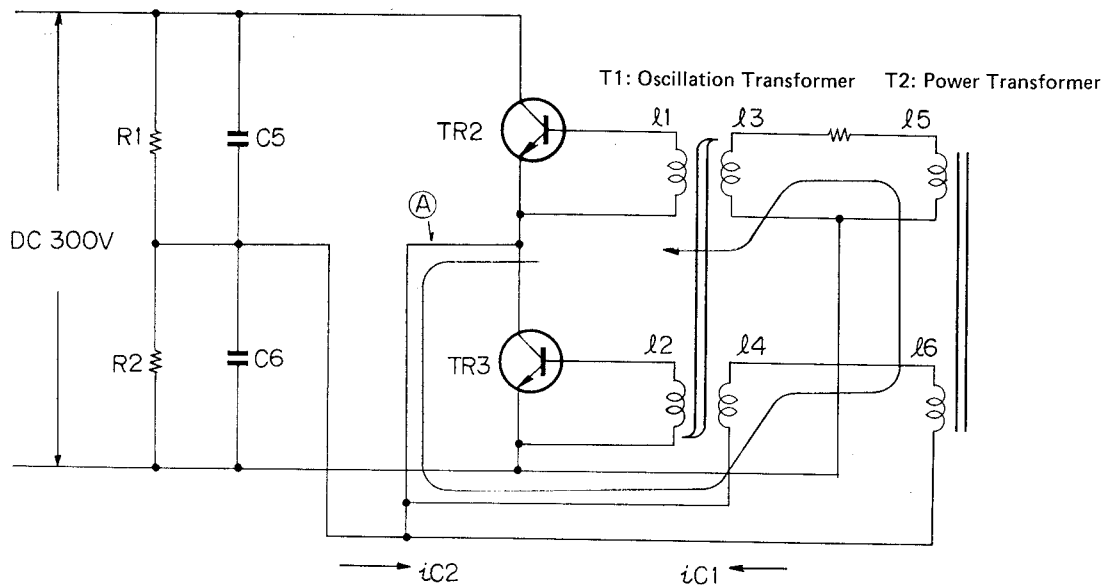 T1: Oscillation Transformer T2: Power Transformer
R1
C5
TR2
ℓ1
ℓ3
ℓ5
A
DC 300V
R2
C6
TR3
ℓ2
ℓ4
ℓ6
iC2
iC1